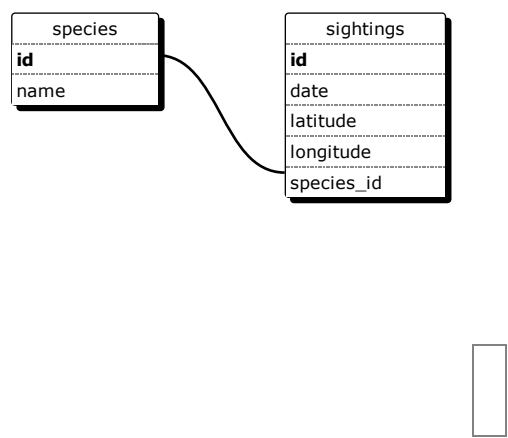 species
id
name
sightings
id
date
latitude
longitude
species_id